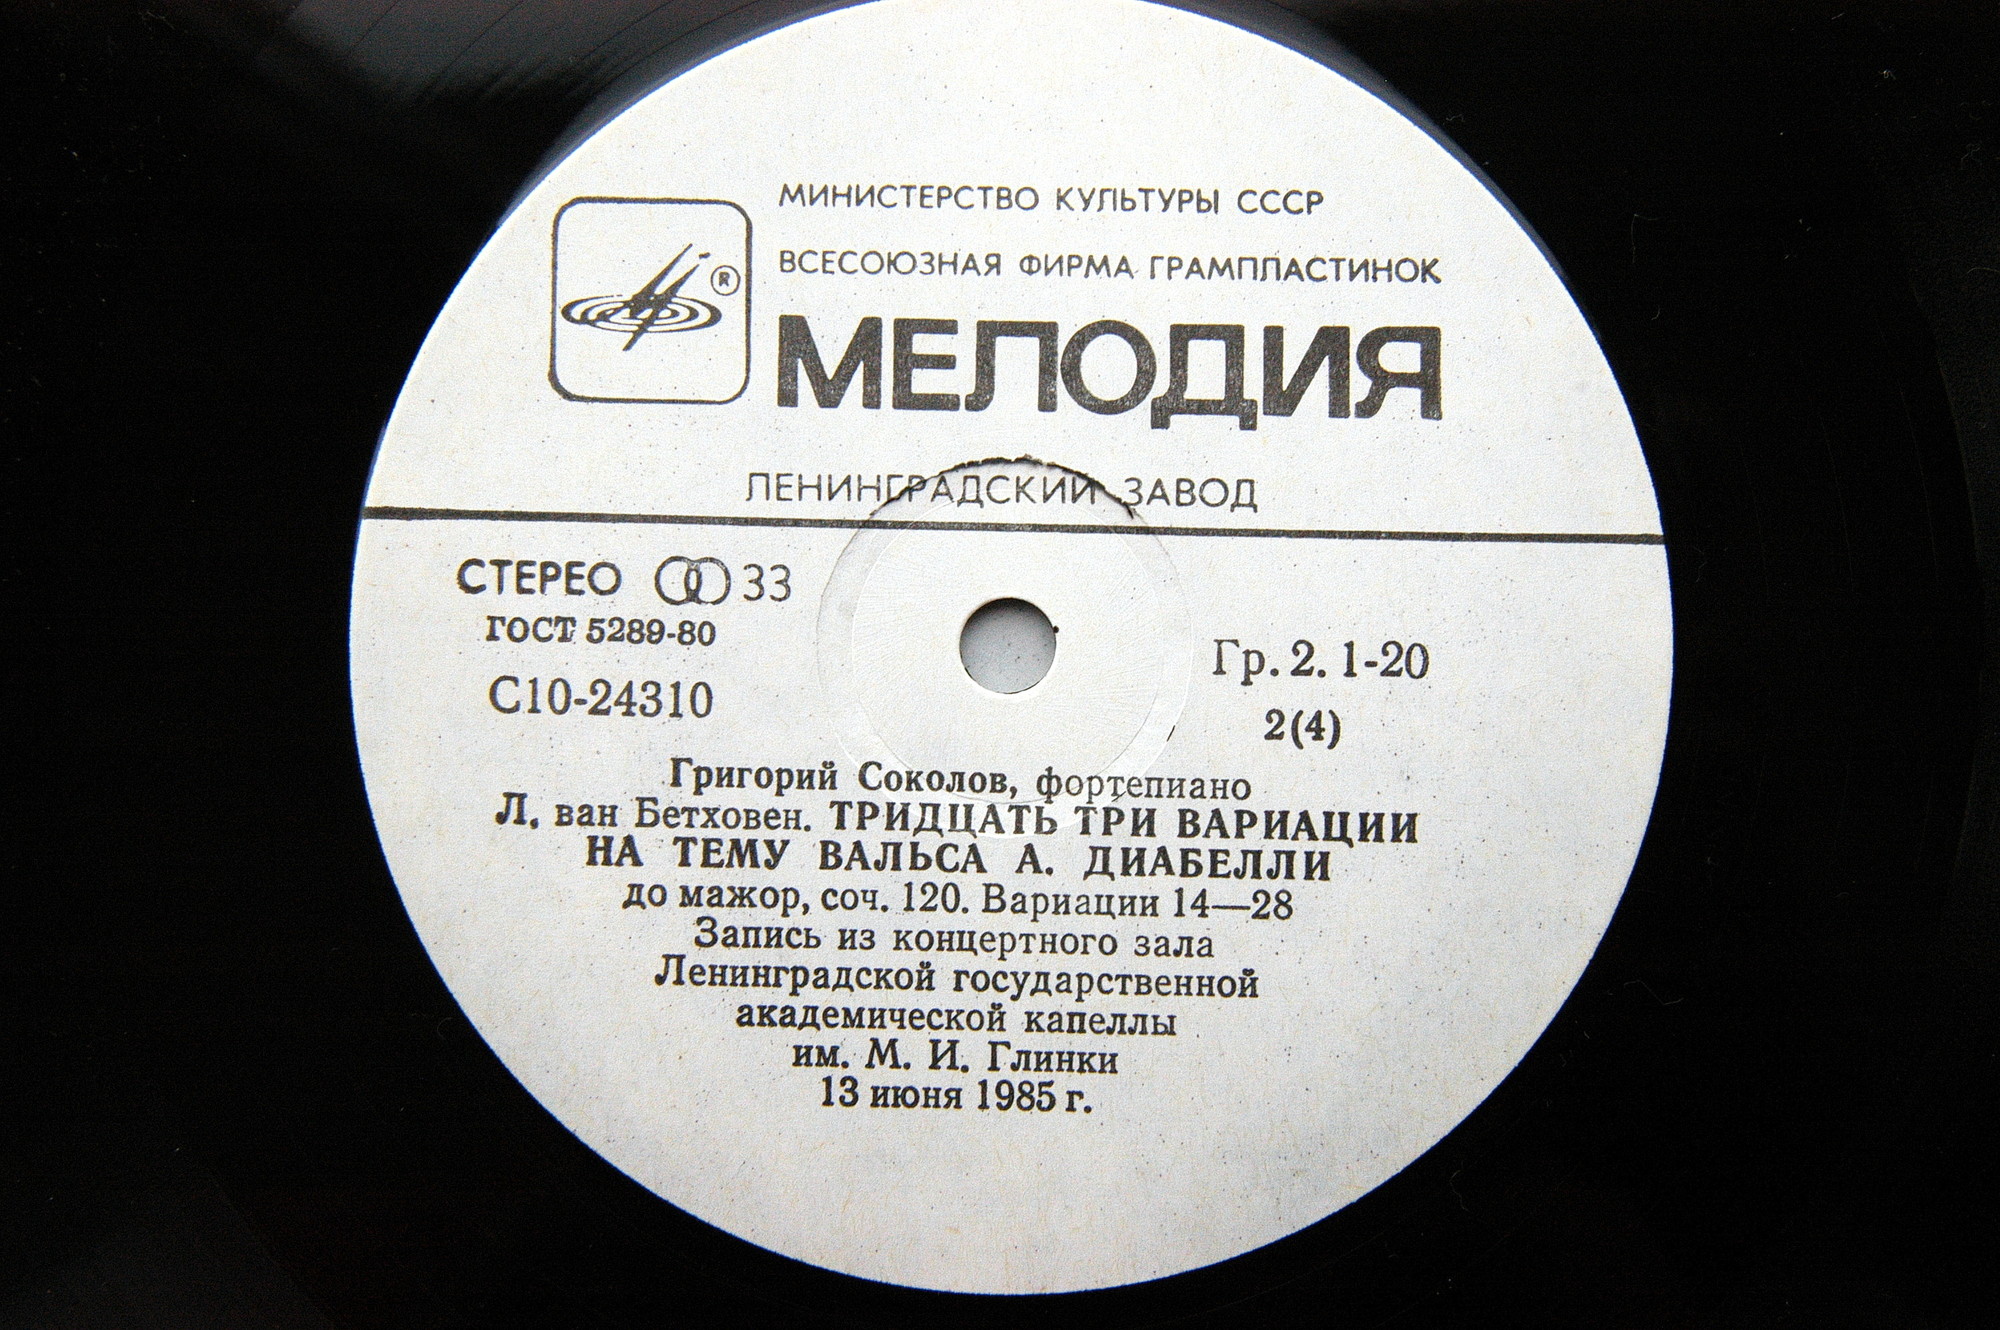 МИНИСТЕРСТВО КУЛЬТУРЫ СССР
ВСЕСОЮЗНАЯ ФИРМА ГРАМПЛАСТИНОК
®
МЕЛОДИЯ
ЛЕНИНГРАДСКИЙ ЗАВОД
СТЕРЕО 33
ГОСТ 5289-80
С10-24310
Гр. 2. 1-20
2(4)
Григорий Соколов, фортепиано
Л. ван Бетховен. ТРИДЦАТЬ ТРИ ВАРИАЦИИ
НА ТЕМУ ВАЛЬСА А. ДИАБЕЛЛИ
до мажор, соч. 120. Вариации 14—28
Запись из концертного зала
Ленинградской государственной
академической капеллы
им. М. И. Глинки
13 июня 1985 г.